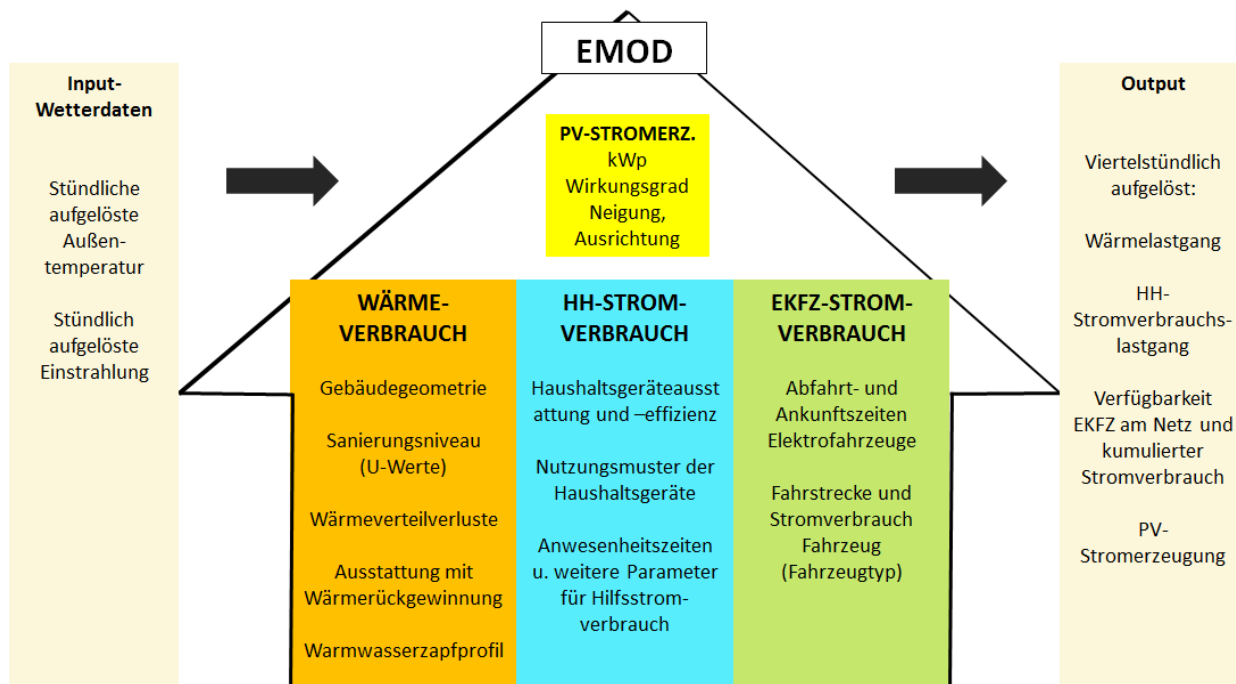 EMOD
Input-
Wetterdaten
Stündliche
aufgelöste
Außen-
temperatur
Stündlich
aufgelöste
Einstrahlung
PV-STROMERZ.
kWp
Wirkungsgrad
Neigung,
Ausrichtung
WÄRME-
VERBRAUCH
Gebäudegeometrie
Sanierungsniveau
(U-Werte)
Wärmeverteilverluste
Ausstattung mit
Wärmerückgewinnung
Warmwasserzapfprofil
HH-STROM-
VERBRAUCH
Haushaltsgeräteausst
attung und –effizienz
Nutzungsmuster der
Haushaltsgeräte
Anwesenheitszeiten
u. weitere Parameter
für Hilfsstrom-
verbrauch
EKFZ-STROM-
VERBRAUCH
Abfahrt- und
Ankunftszeiten
Elektrofahrzeuge
Fahrstrecke und
Stromverbrauch
Fahrzeug
(Fahrzeugtyp)
Output
Viertelstündlich
aufgelöst:
Wärmelastgang
HH-
Stromverbrauchs-
lastgang
Verfügbarkeit
EKFZ am Netz und
kumulierter
Stromverbrauch
PV-
Stromerzeugung